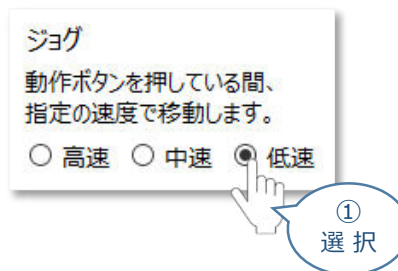 ジョグ
動作ボタンを押している間、
指定の速度で移動します。
高速 中速 低速
①
選 択